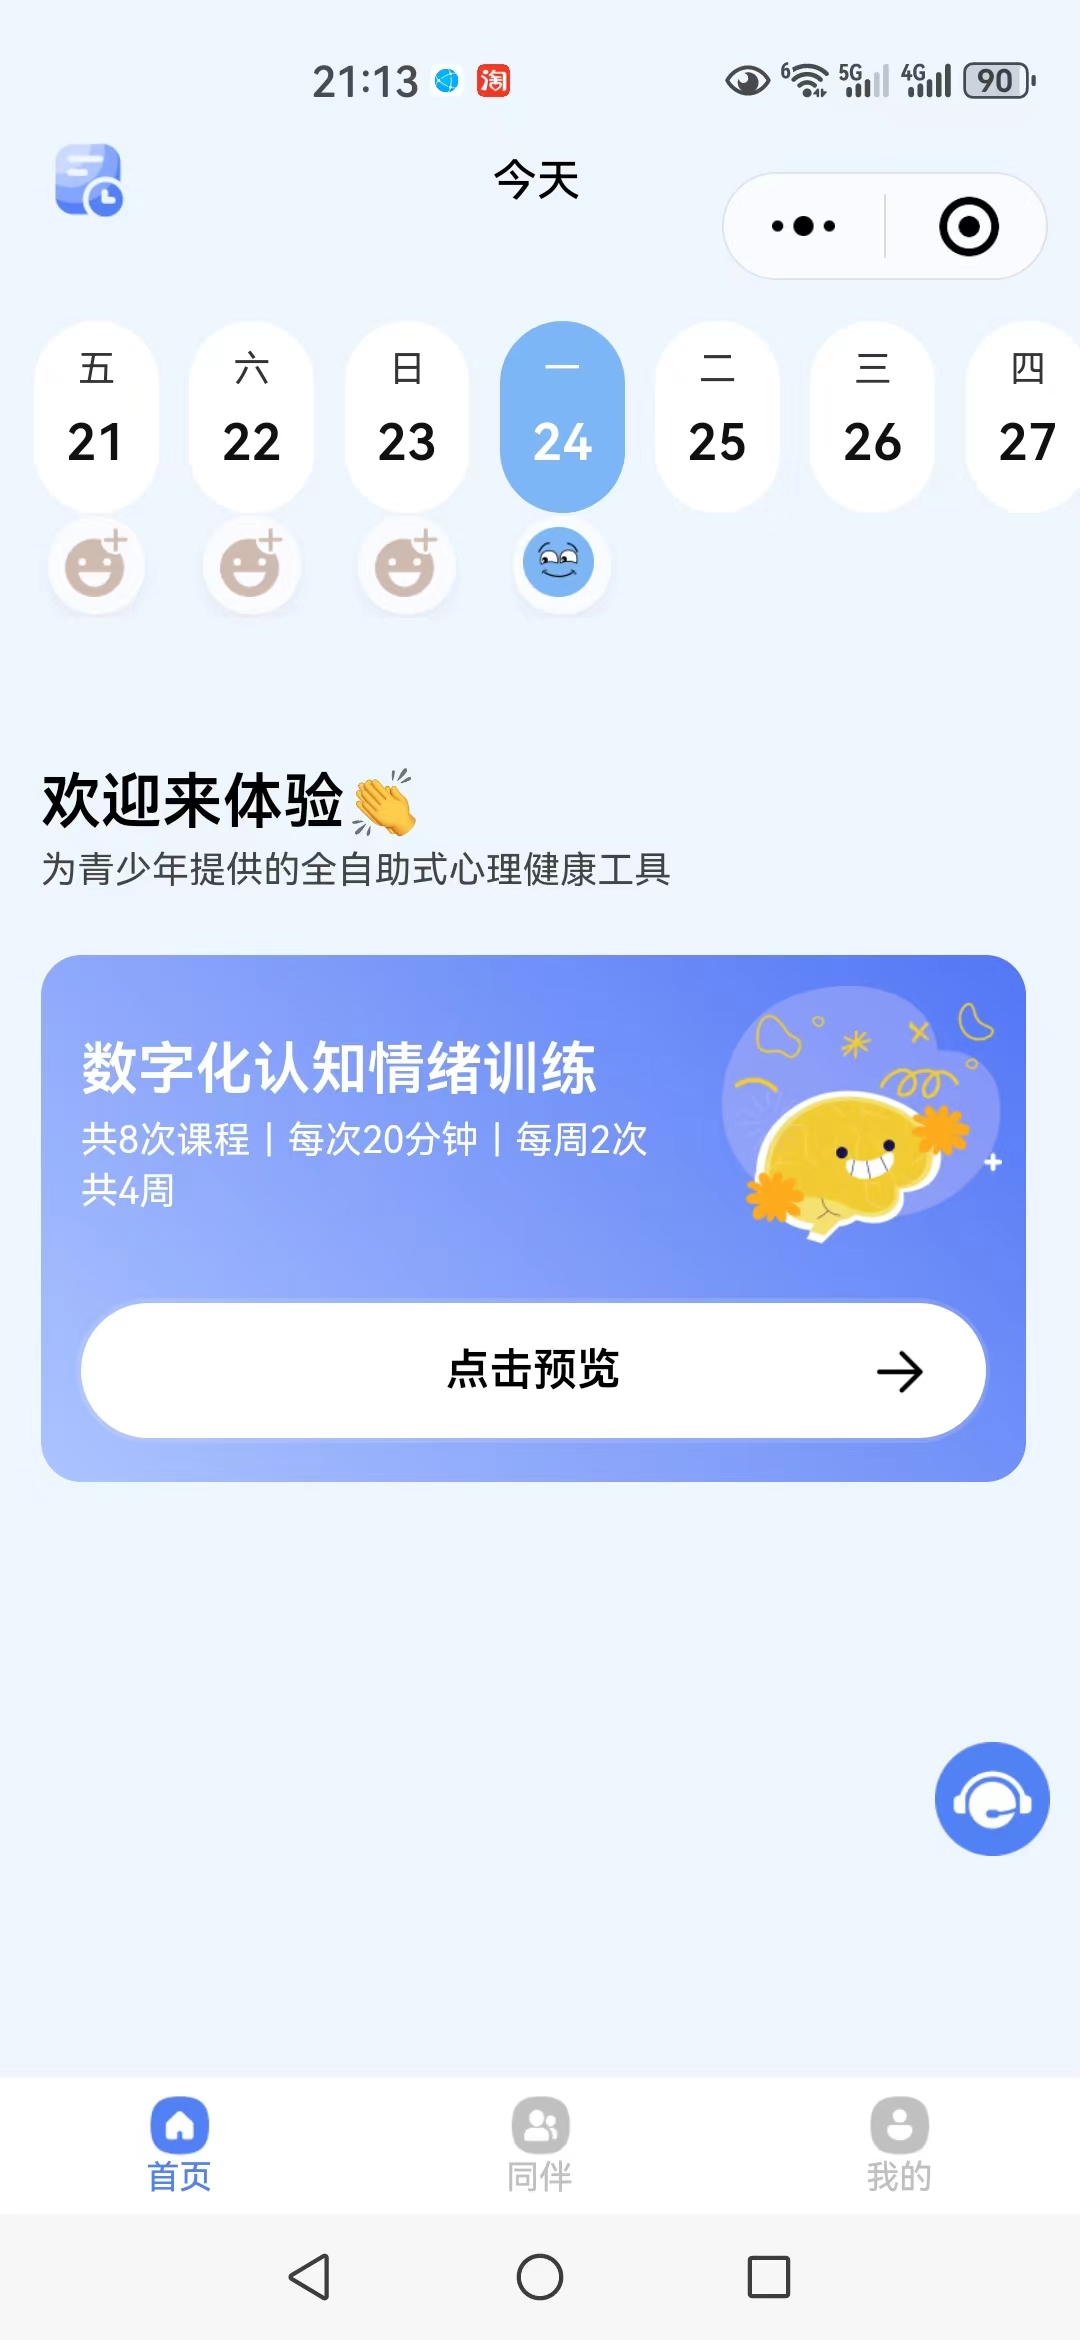 21:13 淘 6 5G 4G 90
今天
五 六 日 一 二 三 四
21 22 23 24 25 26 27
欢迎来体验👏
为青少年提供的全自助式心理健康工具
数字化认知情绪训练
共8次课程 | 每次20分钟 | 每周2次
共4周
点击预览
首页 同伴 我的